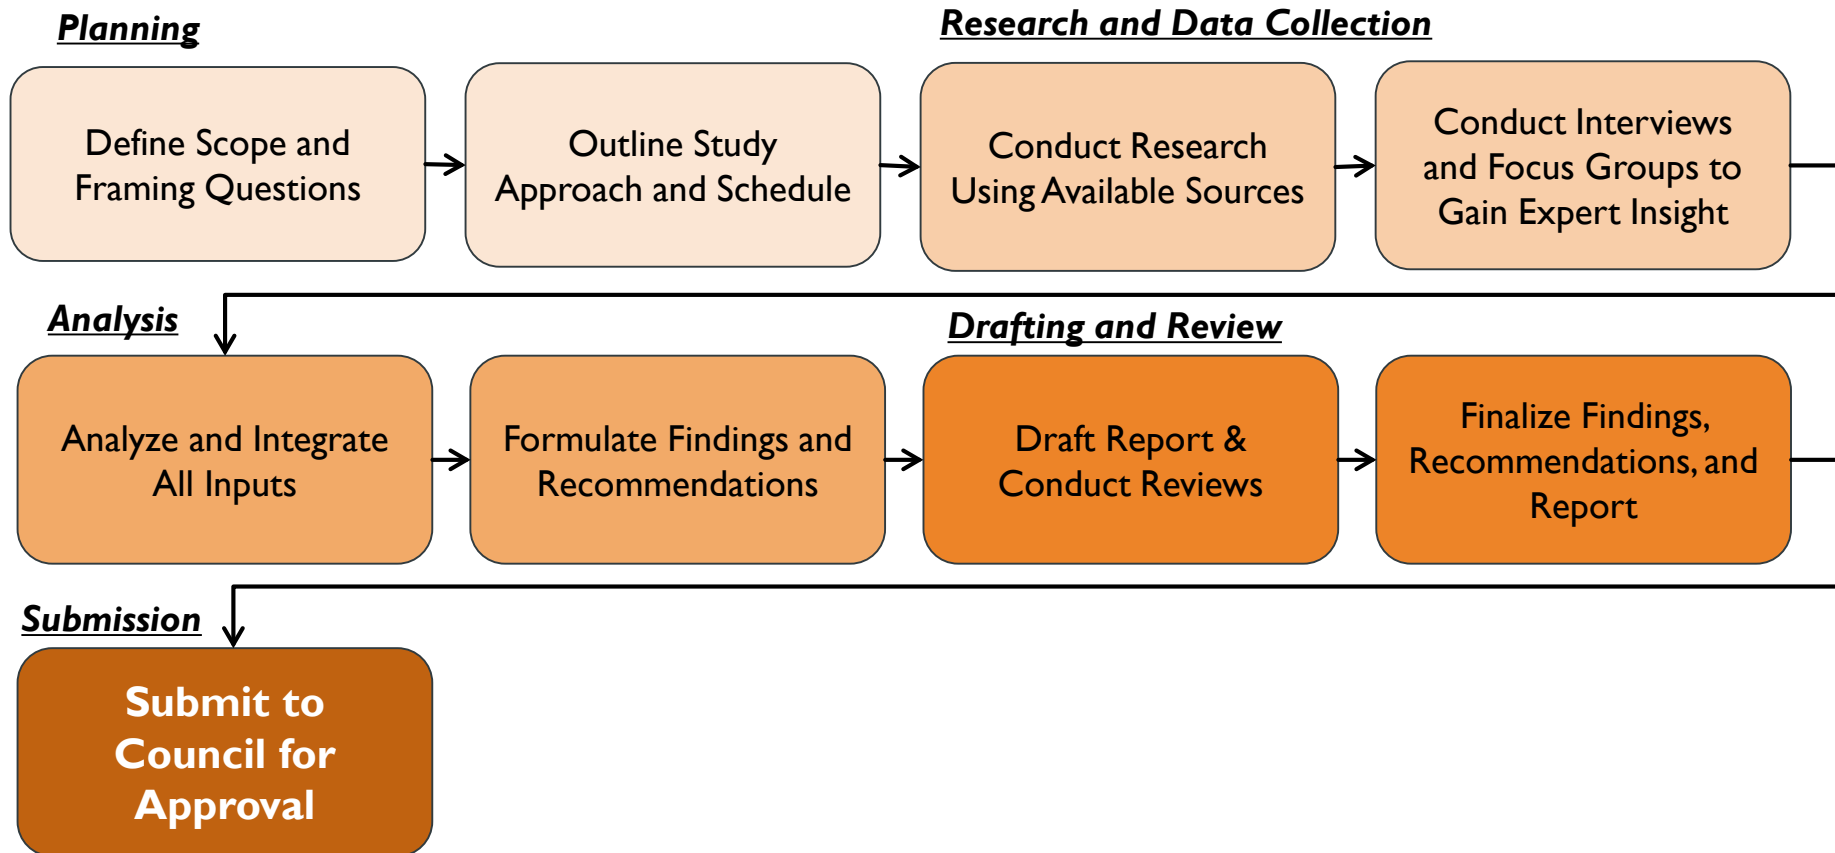 Planning
Research and Data Collection
Define Scope and
Framing Questions
Outline Study
Approach and Schedule
Conduct Research
Using Available Sources
Conduct Interviews
and Focus Groups to
Gain Expert Insight
Analysis
Drafting and Review
Analyze and Integrate
All Inputs
Formulate Findings and
Recommendations
Draft Report &
Conduct Reviews
Finalize Findings,
Recommendations, and
Report
Submission
Submit to
Council for
Approval